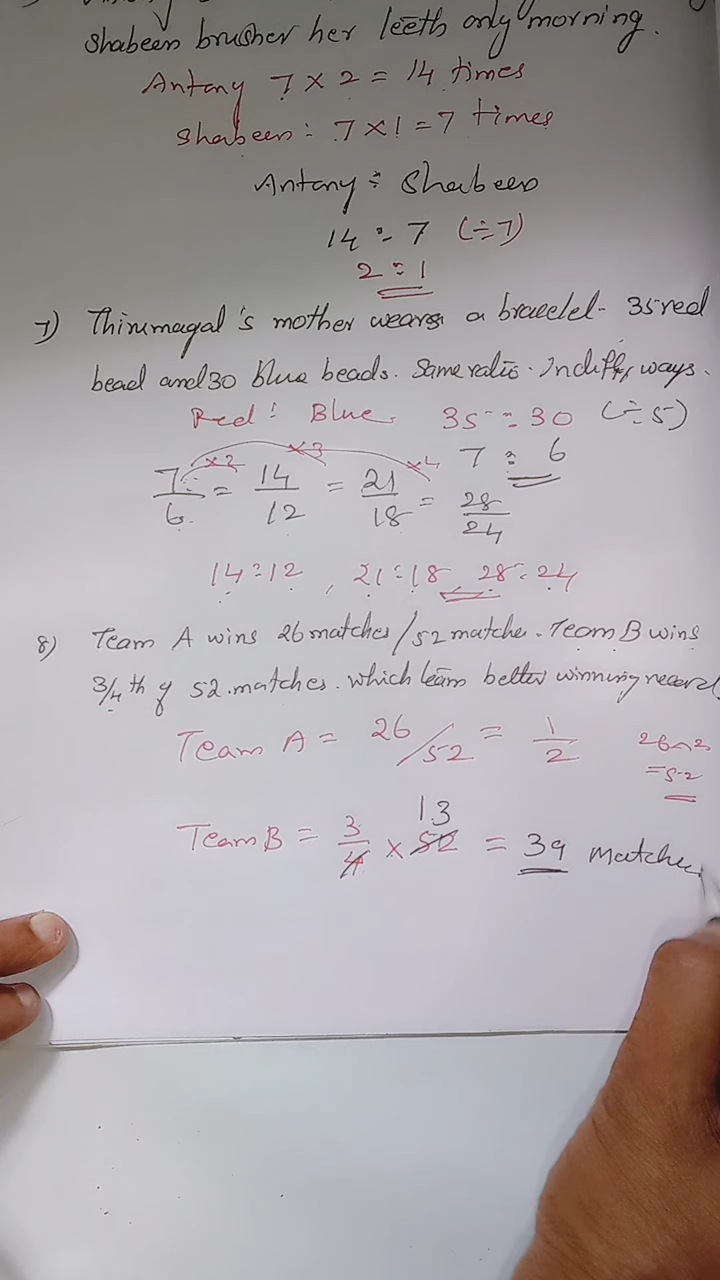 Shabeen brushes her teeth only morning.
Antony 7 × 2 = 14 times
Shabeen : 7 × 1 = 7 times
Antony : Shabeen
14 : 7 (÷7)
2 : 1
7) Thirumagal's mother wears a bracelet - 35 red
bead and 30 blue beads. Same ratio. In diff, ways.
Red : Blue. 35 : 30 (÷5)
×2 ×3 ×4 7 : 6
7/6 = 14/12 = 21/18 = 28/24
14 : 12 , 21 : 18, 28 : 24
8) Team A wins 26 matches / 52 matche. Team B wins
3/4 th of 52 matches. which team better winning record
Team A = 26/52 = 1/2 26×2
= 52
13
Team B = 3/4 × 52 = 39 matches